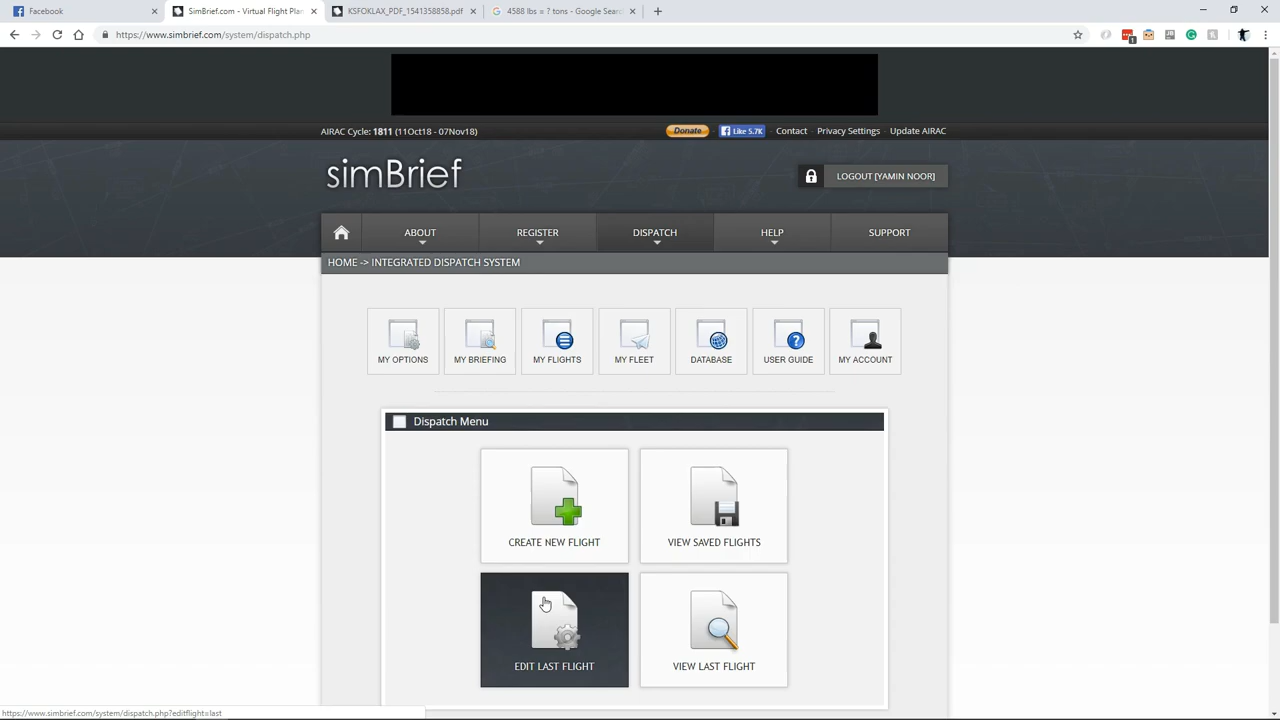 Facebook
SimBrief.com - Virtual Flight Plan
KSFOKLAX_PDF_1541358858.pdf
4588 lbs = ? tons - Google Sear
https://www.simbrief.com/system/dispatch.php
AIRAC Cycle: 1811 (11Oct18 - 07Nov18)
Donate
Like 5.7K
Contact
Privacy Settings
Update AIRAC
simBrief
LOGOUT [YAMIN NOOR]
ABOUT
REGISTER
DISPATCH
HELP
SUPPORT
HOME -> INTEGRATED DISPATCH SYSTEM
MY OPTIONS
MY BRIEFING
MY FLIGHTS
MY FLEET
DATABASE
USER GUIDE
MY ACCOUNT
Dispatch Menu
CREATE NEW FLIGHT
VIEW SAVED FLIGHTS
EDIT LAST FLIGHT
VIEW LAST FLIGHT
https://www.simbrief.com/system/dispatch.php?editflight=last